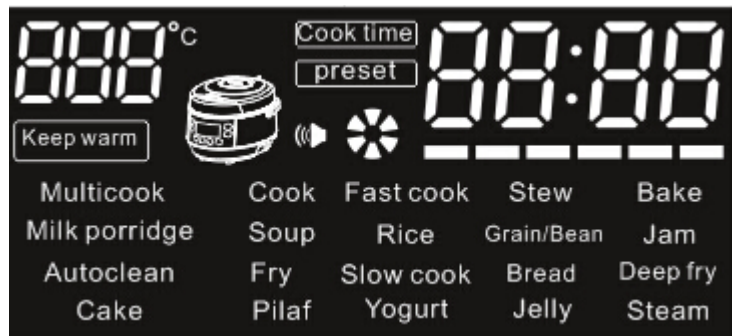 888°C Cook time 88:88
preset
Keep warm
Multicook Cook Fast cook Stew Bake
Milk porridge Soup Rice Grain/Bean Jam
Autoclean Fry Slow cook Bread Deep fry
Cake Pilaf Yogurt Jelly Steam